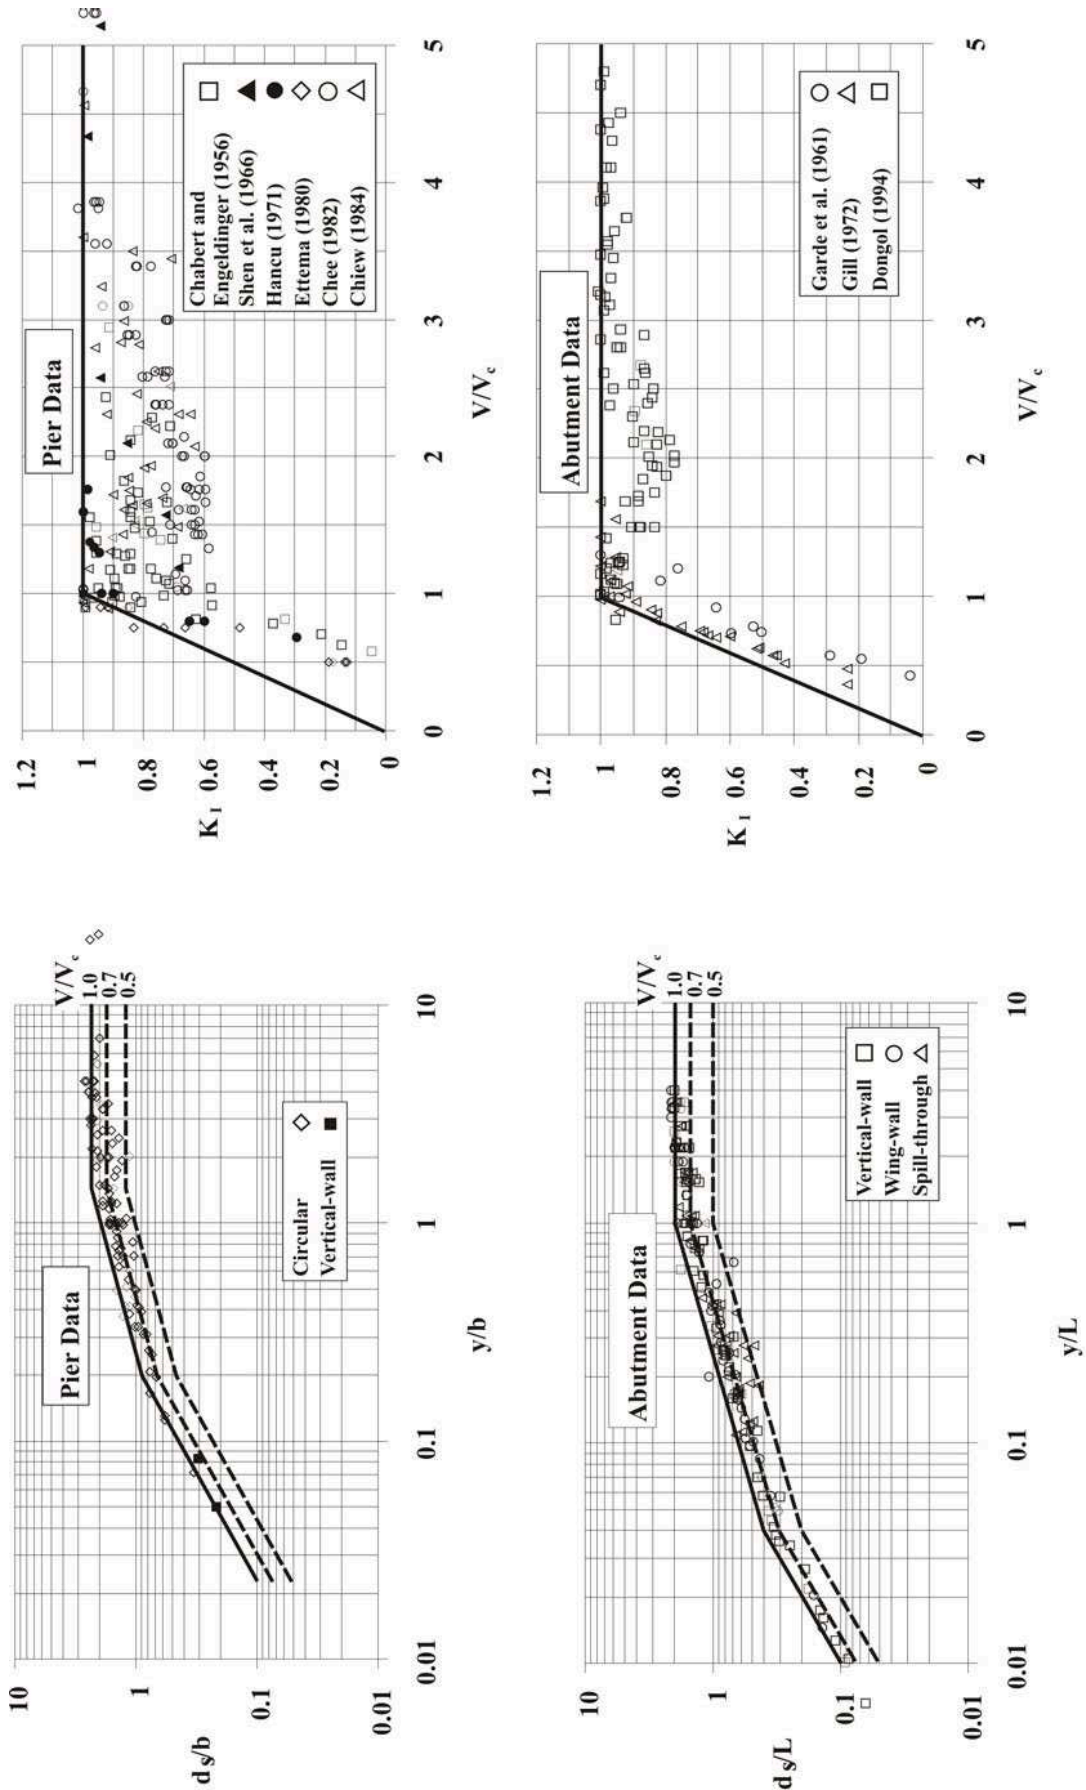 10
1
d s/b
0.1
0.01
Pier Data
V/Vc
1.0
0.7
0.5
Circular
Vertical-wall
0.01
0.1
1
10
y/b
1.2
1
0.8
K1 0.6
0.4
0.2
0
Pier Data
Chabert and
Engeldinger (1956)
Shen et al. (1966)
Hancu (1971)
Ettema (1980)
Chee (1982)
Chiew (1984)
0
1
2
3
4
5
V/Vc
10
1
d s/L
0.1
0.01
Abutment Data
V/Vc
1.0
0.7
0.5
Vertical-wall
Wing-wall
Spill-through
0.01
0.1
1
10
y/L
1.2
1
0.8
K1
0.6
0.4
0.2
0
Abutment Data
Garde et al. (1961)
Gill (1972)
Dongol (1994)
0
1
2
3
4
5
V/Vc